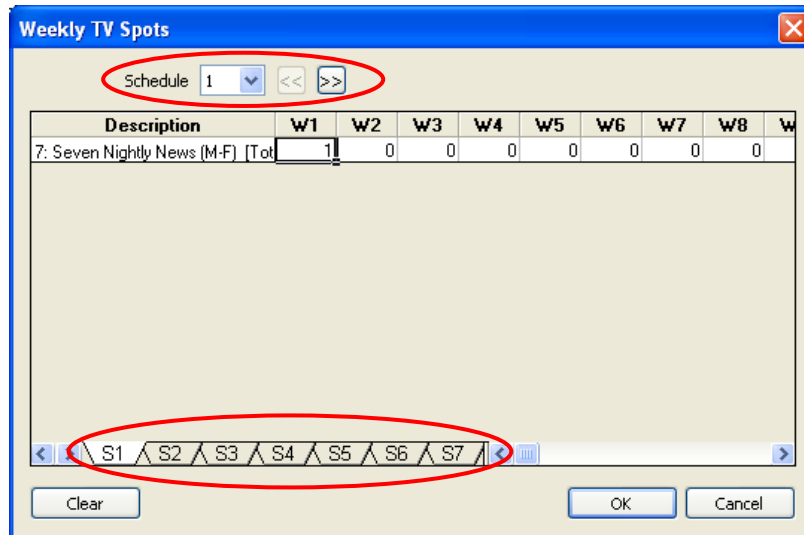 Weekly TV Spots
Schedule 1 << >>
Description W1 W2 W3 W4 W5 W6 W7 W8 W
7: Seven Nightly News (M-F) [Tot 1 0 0 0 0 0 0 0
S1 S2 S3 S4 S5 S6 S7
Clear OK Cancel